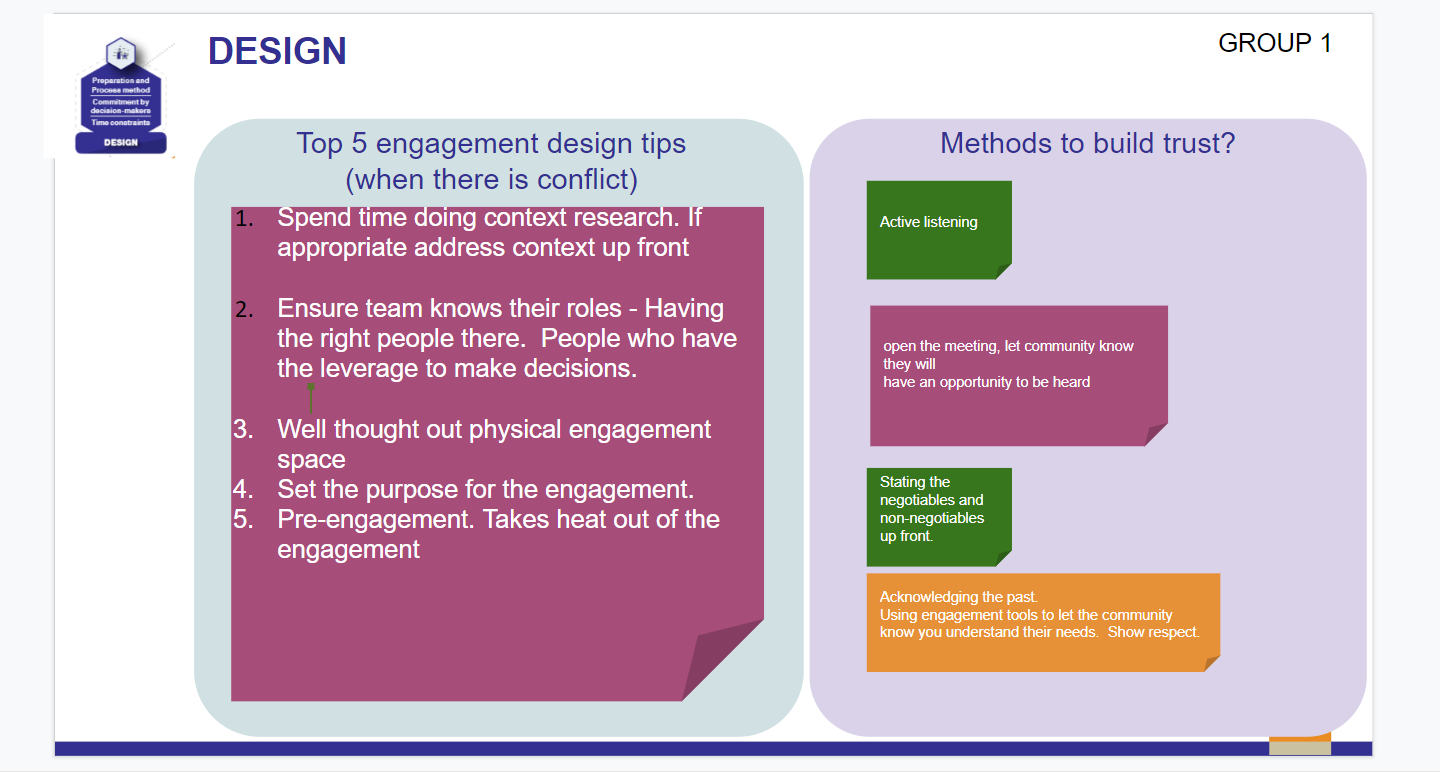 DESIGN
GROUP 1
Preparation and
Process method
Commitment by
decision-makers
Time constraints
DESIGN
Top 5 engagement design tips
(when there is conflict)
1. Spend time doing context research. If
appropriate address context up front
2. Ensure team knows their roles - Having
the right people there.  People who have
the leverage to make decisions.
3. Well thought out physical engagement
space
4. Set the purpose for the engagement.
5. Pre-engagement. Takes heat out of the
engagement
Methods to build trust?
Active listening
open the meeting, let community know
they will
have an opportunity to be heard
Stating the
negotiables and
non-negotiables
up front.
Acknowledging the past.
Using engagement tools to let the community
know you understand their needs.  Show respect.